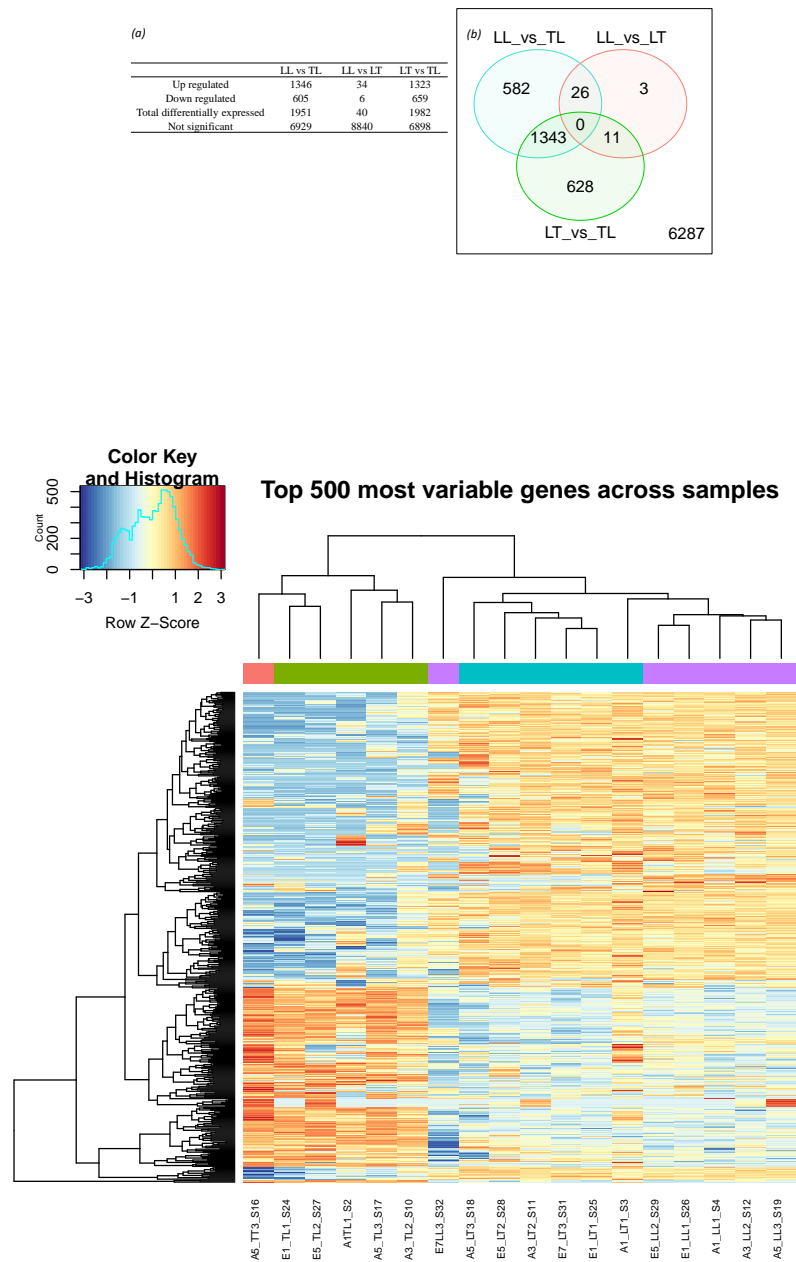 (a)
LL vs TL LL vs LT LT vs TL
Up regulated 1346 34 1323
Down regulated 605 6 659
Total differentially expressed 1951 40 1982
Not significant 6929 8840 6898
(b)
LL_vs_TL LL_vs_LT
582 26 3
0
1343 11
628
LT_vs_TL
6287
Color Key
and Histogram
Count
0 200 500
−3 −1 1 2 3
Row Z−Score
Top 500 most variable genes across samples
A5_TT3_S16
E1_TL1_S24
E5_TL2_S27
A1TL1_S2
A5_TL3_S17
A3_TL2_S10
E7LL3_S32
A5_LT3_S18
E5_LT2_S28
A3_LT2_S11
E7_LT3_S31
E1_LT1_S25
A1_LT1_S3
E5_LL2_S29
E1_LL1_S26
A1_LL1_S4
A3_LL2_S12
A5_LL3_S19